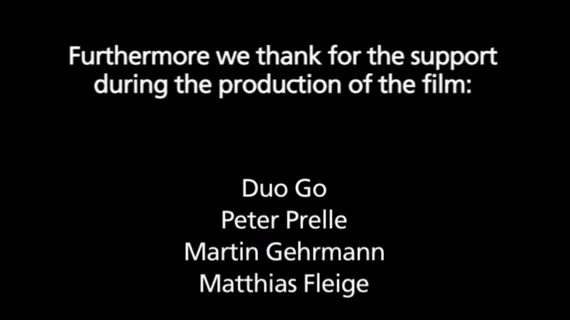 Furthermore we thank for the support
during the production of the film:
Duo Go
Peter Prelle
Martin Gehrmann
Matthias Fleige